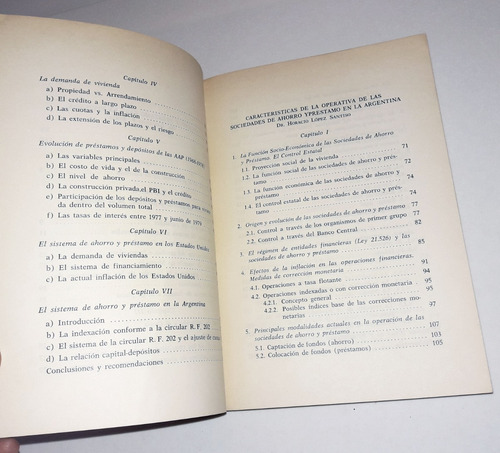 Capítulo IV
La demanda de vivienda
a) Propiedad vs. Arrendamiento
b) El crédito a largo plazo
c) Las cuotas y la inflación
d) La extensión de los plazos y el riesgo
Capítulo V
Evolución de préstamos y depósitos de las AAP
a) Las variables principales
b) El costo de vida y el de la construcción
c) El nivel de ahorro
d) La construcción privada, el PBI y el crédito,
e) Participación de los depósitos y préstamos para vivienda dentro del volumen total
f) Las tasas de interés entre 1977 y junio de 1979
Capítulo VI
El sistema de ahorro y préstamo en los Estados Unidos
a) La demanda de viviendas
b) El sistema de financiamiento
c) La actual inflación de los Estados Unidos
Capítulo VII
El sistema de ahorro y préstamo en la Argentina
a) Introducción
b) La indexación conforme a la circular R. F. 202
c) El sistema de la circular R. F. 202 y el ajuste de
d) La relación capital-depósitos
Conclusiones y recomendaciones
CARACTERISTICAS DE LA OPERATIVA DE LAS
SOCIEDADES DE AHORRO YPRESTAMO EN LA ARGENTINA
Dr. Horacio López Santiso
Capítulo I
1. La Función Socio-Económica de las Sociedades de Ahorro
y Préstamo. El Control Estatal
1.1. Proyección social de la vivienda 71
1.2. La función social de las sociedades de ahorro y préstamo 72
1.3. La función económica de las sociedades de ahorro y préstamo 74
1.4. El control estatal de las sociedades de ahorro y préstamo 74
2. Origen y evolución de las sociedades de ahorro y préstamo 77
2.1. Control a través de los organismos de primer grupo 77
2.2. Control a través del Banco Central 82
3. El régimen de entidades financieras (Ley 21.526) y las
sociedades de ahorro y préstamo 85
4. Efectos de la inflación en las operaciones financieras.
Medidas de corrección monetaria 91
4.1. Operaciones a tasa flotante 94
4.2. Operaciones indexadas o con corrección monetaria 95
4.2.1. Concepto general 95
4.2.2. Posibles índices base de las correcciones monetarias 97
5. Principales modalidades actuales en la operación de las
sociedades de ahorro y préstamo 102
5.1. Captación de fondos (ahorro) 103
5.2. Colocación de fondos (préstamos) 105